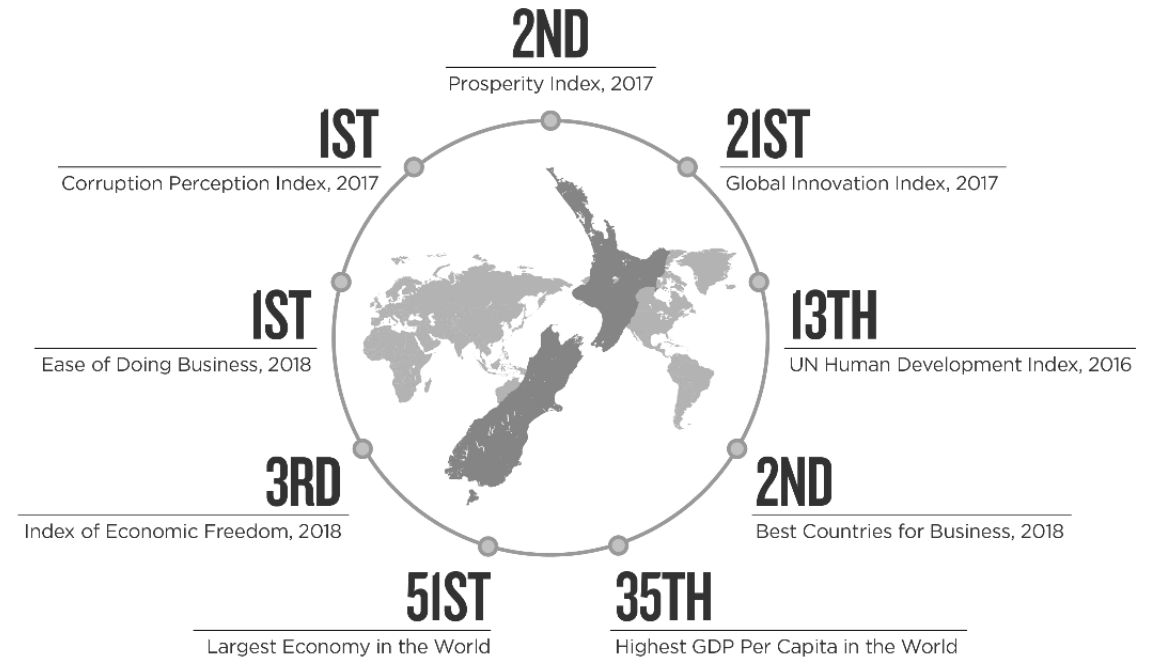 2ND
Prosperity Index, 2017
1ST
Corruption Perception Index, 2017
21ST
Global Innovation Index, 2017
1ST
Ease of Doing Business, 2018
13TH
UN Human Development Index, 2016
3RD
Index of Economic Freedom, 2018
2ND
Best Countries for Business, 2018
51ST
Largest Economy in the World
35TH
Highest GDP Per Capita in the World